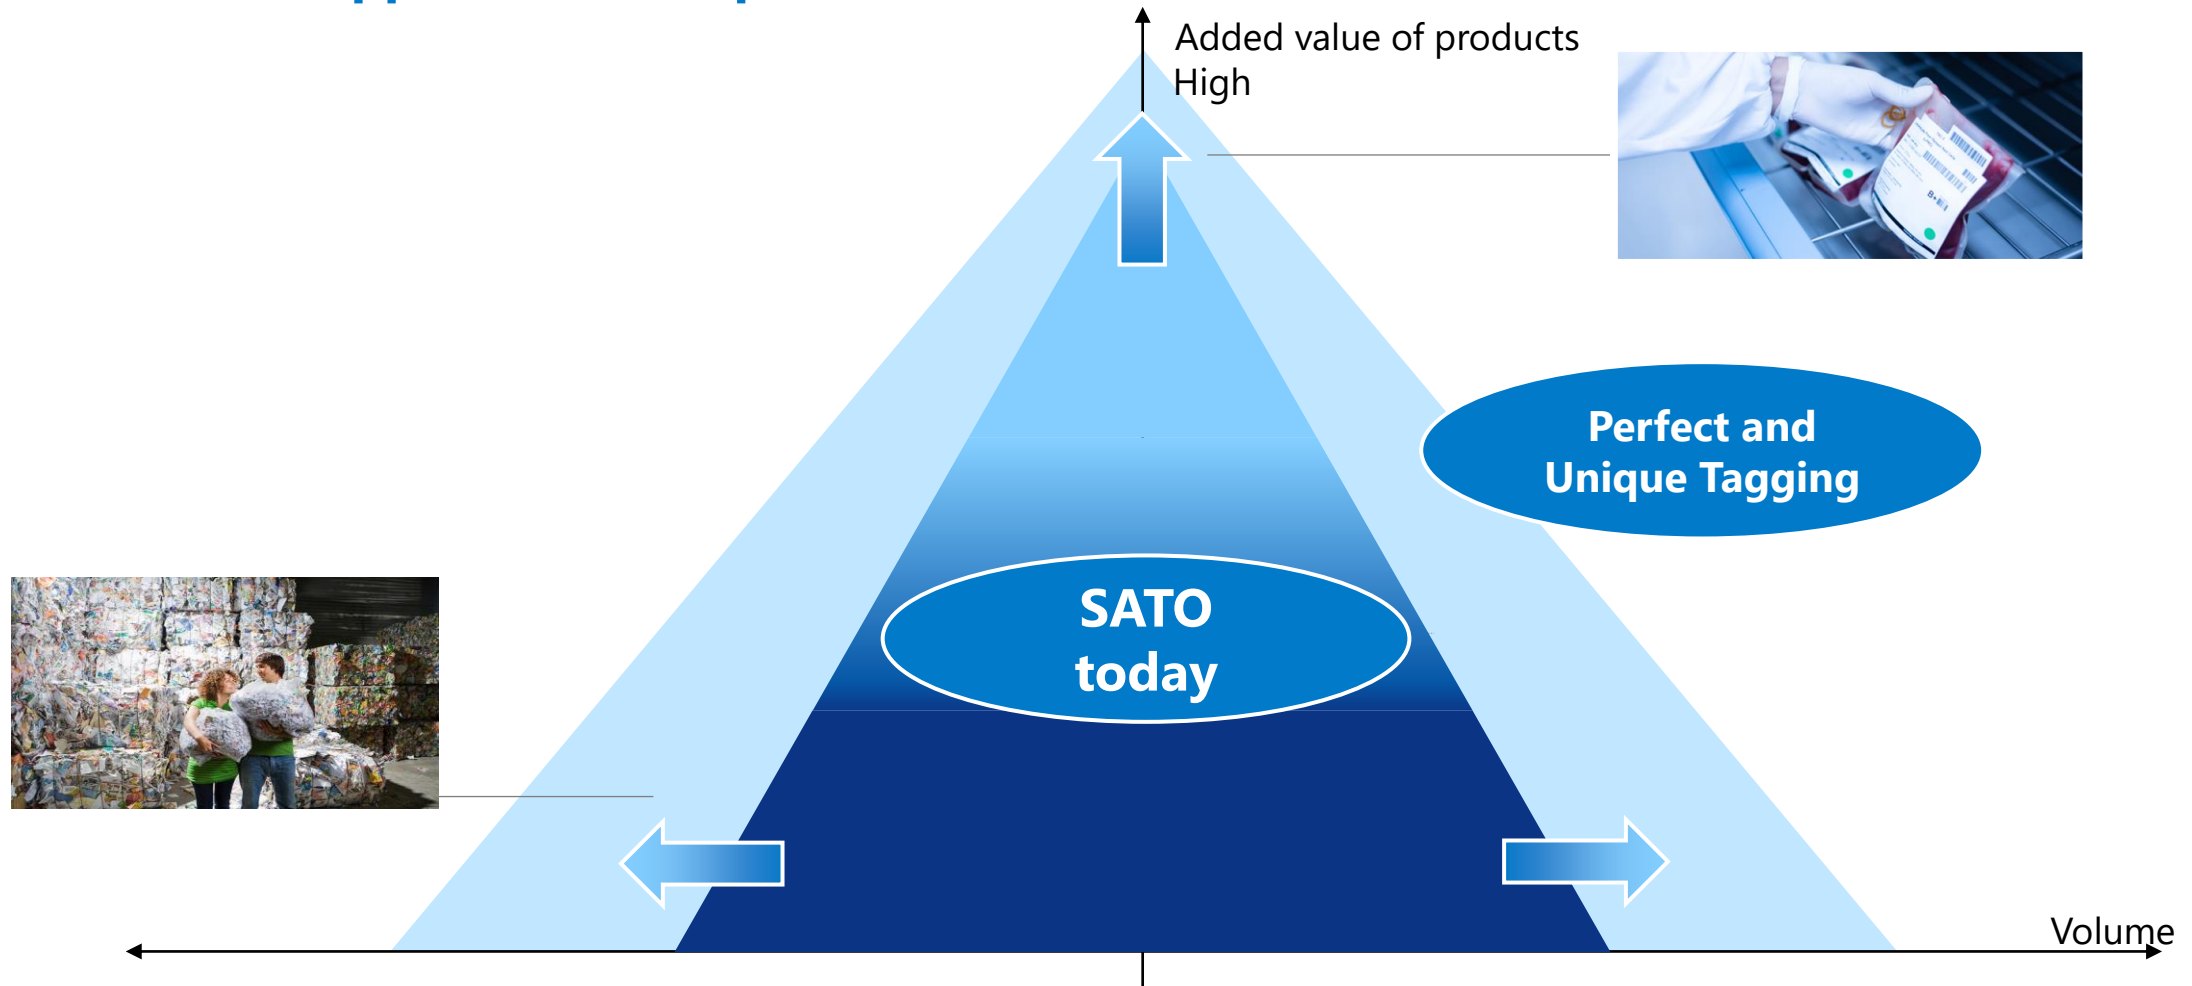 Added value of products
High
Perfect and
Unique Tagging
SATO
today
Volume